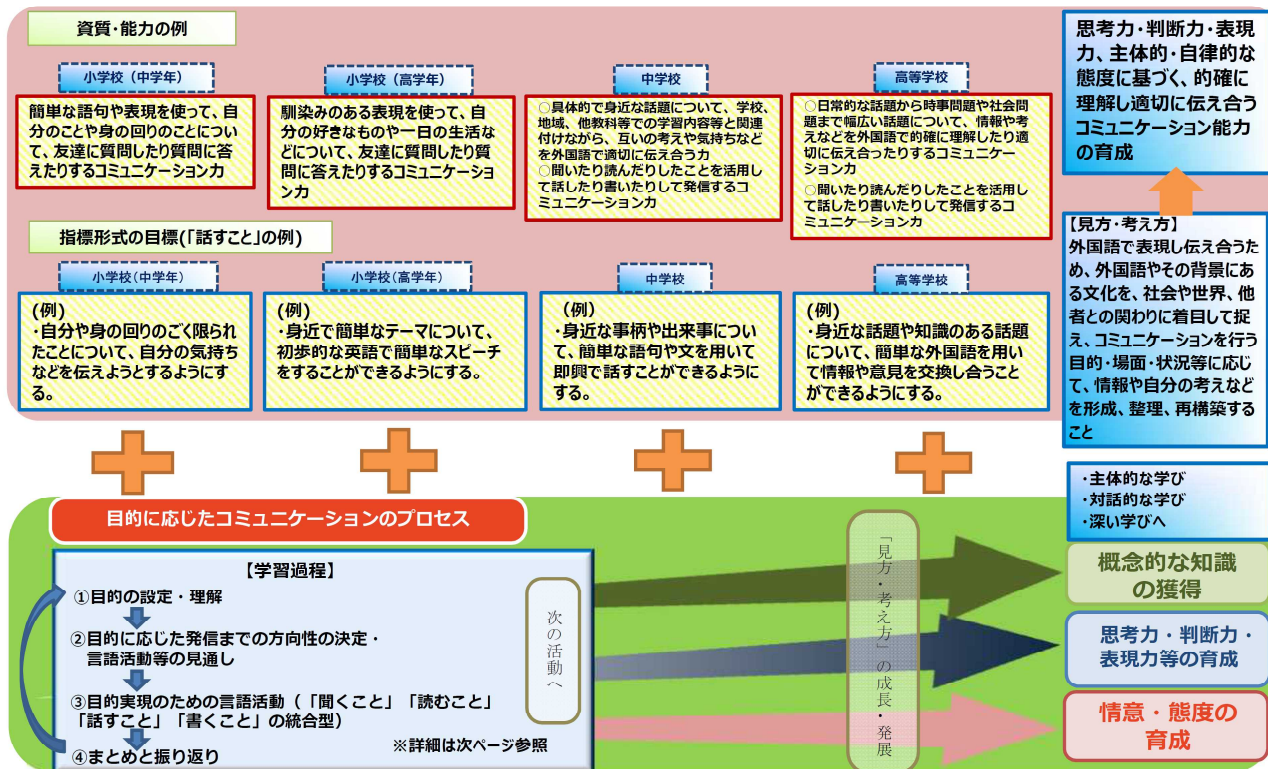 資質・能力の例
小学校（中学年）
簡単な語句や表現を使って、自
分のことや身の回りのことについ
て、友達に質問したり質問に答
えたりするコミュニケーション力
小学校（高学年）
馴染みのある表現を使って、自
分の好きなものや一日の生活な
どについて、友達に質問したり質
問に答えたりするコミュニケーショ
ン力
中学校
○具体的で身近な話題について、学校、
地域、他教科等での学習内容等と関連
付けながら、互いの考えや気持ちなど
を外国語で適切に伝え合う力
○聞いたり読んだりしたことを活用し
て話したり書いたりして発信するコ
ミュニケーション力
高等学校
○日常的な話題から時事問題や社会問
題まで幅広い話題について、情報や考
えなどを外国語で的確に理解したり適
切に伝え合ったりするコミュニケー
ション力
○聞いたり読んだりしたことを活用し
て話したり書いたりして発信するコ
ミュニケーション力
思考力・判断力・表現
力、主体的・自律的な
態度に基づく、的確に
理解し適切に伝え合う
コミュニケーション能力
の育成
指標形式の目標(「話すこと」の例)
小学校(中学年)
(例)
・自分や身の回りのごく限られ
たことについて、自分の気持ち
などを伝えようとするようにす
る。
小学校(高学年)
(例)
・身近で簡単なテーマについて、
初歩的な英語で簡単なスピーチ
をすることができるようにする。
中学校
(例)
・身近な事柄や出来事につい
て、簡単な語句や文を用いて
即興で話すことができるように
する。
高等学校
(例)
・身近な話題や知識のある話題
について、簡単な外国語を用い
て情報や意見を交換し合うこと
ができるようにする。
【見方・考え方】
外国語で表現し伝え合うた
め、外国語やその背景にあ
る文化を、社会や世界、他
者との関わりに着目して捉
え、コミュニケーションを行う
目的・場面・状況等に応じ
て、情報や自分の考えなど
を形成、整理、再構築する
こと
・主体的な学び
・対話的な学び
・深い学びへ
目的に応じたコミュニケーションのプロセス
【学習過程】
①目的の設定・理解
②目的に応じた発信までの方向性の決定・
言語活動等の見通し
③目的実現のための言語活動（「聞くこと」「読むこと」
「話すこと」「書くこと」の統合型）
④まとめと振り返り
※詳細は次ページ参照
次の活動へ
「見方・考え方」の成長・発展
概念的な知識
の獲得
思考力・判断力・
表現力等の育成
情意・態度の
育成